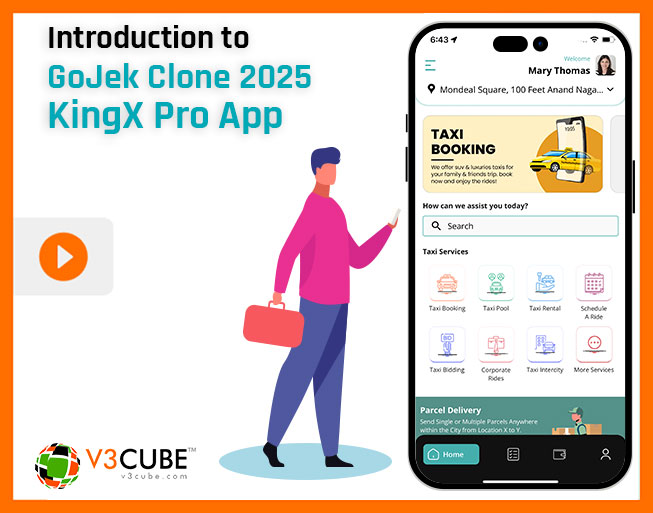 Introduction to
GoJek Clone 2025
KingX Pro App
6:43
Welcome
Mary Thomas
Mondeal Square, 100 Feet Anand Naga...
TAXI
BOOKING
We offer suv & luxuries taxis for
your family & friends trip. book
now and enjoy the rides!
How can we assist you today?
Search
Taxi Services
Taxi Booking
Taxi Pool
Taxi Rental
Schedule
A Ride
Taxi Bidding
Corporate
Rides
Taxi Intercity
More Services
Parcel Delivery
Send Single or Multiple Parcels Anywhere
within the City from Location X to Y.
Home
V3CUBE™
v3cube.com